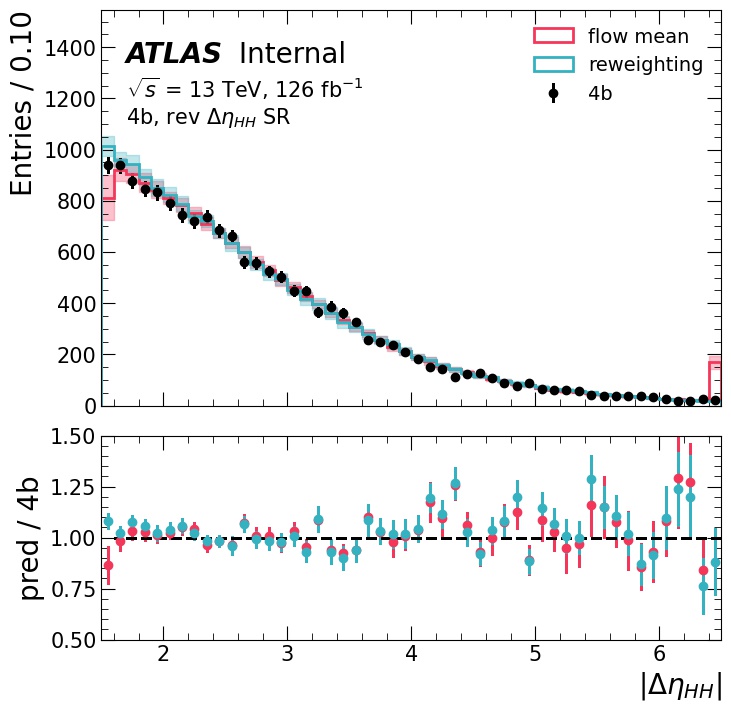 Entries / 0.10
ATLAS Internal
√s = 13 TeV, 126 fb⁻¹
4b, rev Δη_HH SR
flow mean
reweighting
4b
1400
1200
1000
800
600
400
200
0
pred / 4b
1.50
1.25
1.00
0.75
0.50
2 3 4 5 6
|Δη_HH|